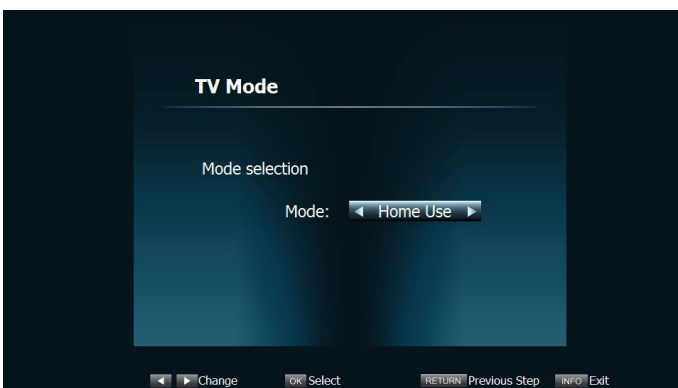 TV Mode
Mode selection
Mode: Home Use
Change OK Select RETURN Previous Step INFO Exit